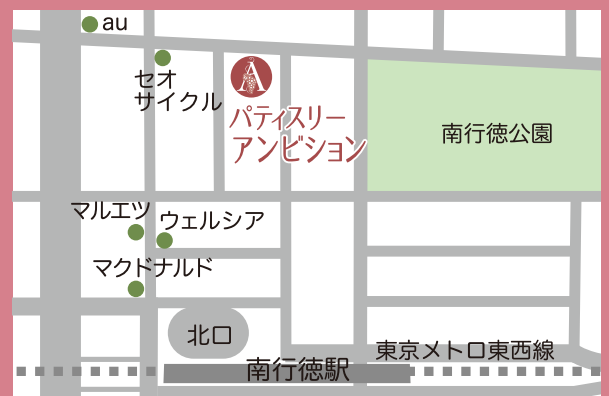 au
セオ
サイクル
A
パティスリー
アンビション
南行徳公園
マルエツ
ウェルシア
マクドナルド
北口
東京メトロ東西線
南行徳駅